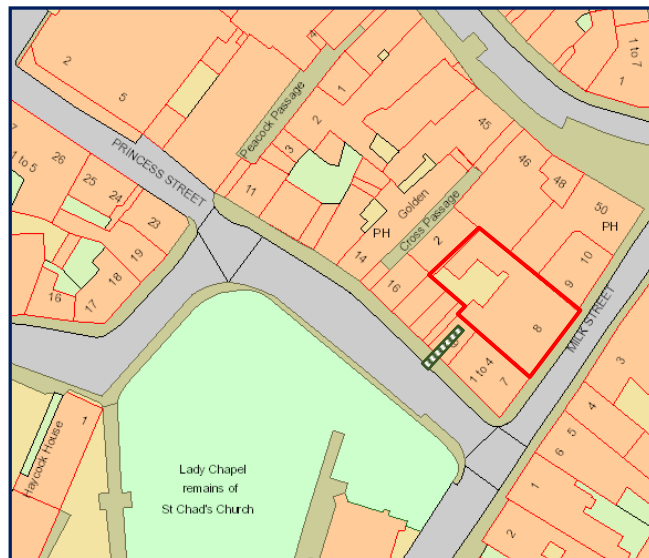 2
5
4
1 to 7
1
Peacock Passage
1
2
3
11
PRINCESS STREET
1 to 5
26
25
24
23
19
18
17
16
45
46
48
50
PH
Golden
Cross Passage
PH
14
16
2
9
10
8
MILK STREET
1 to 4
7
3
4
5
6
1
2
Haycock House
1
Lady Chapel
remains of
St Chad's Church